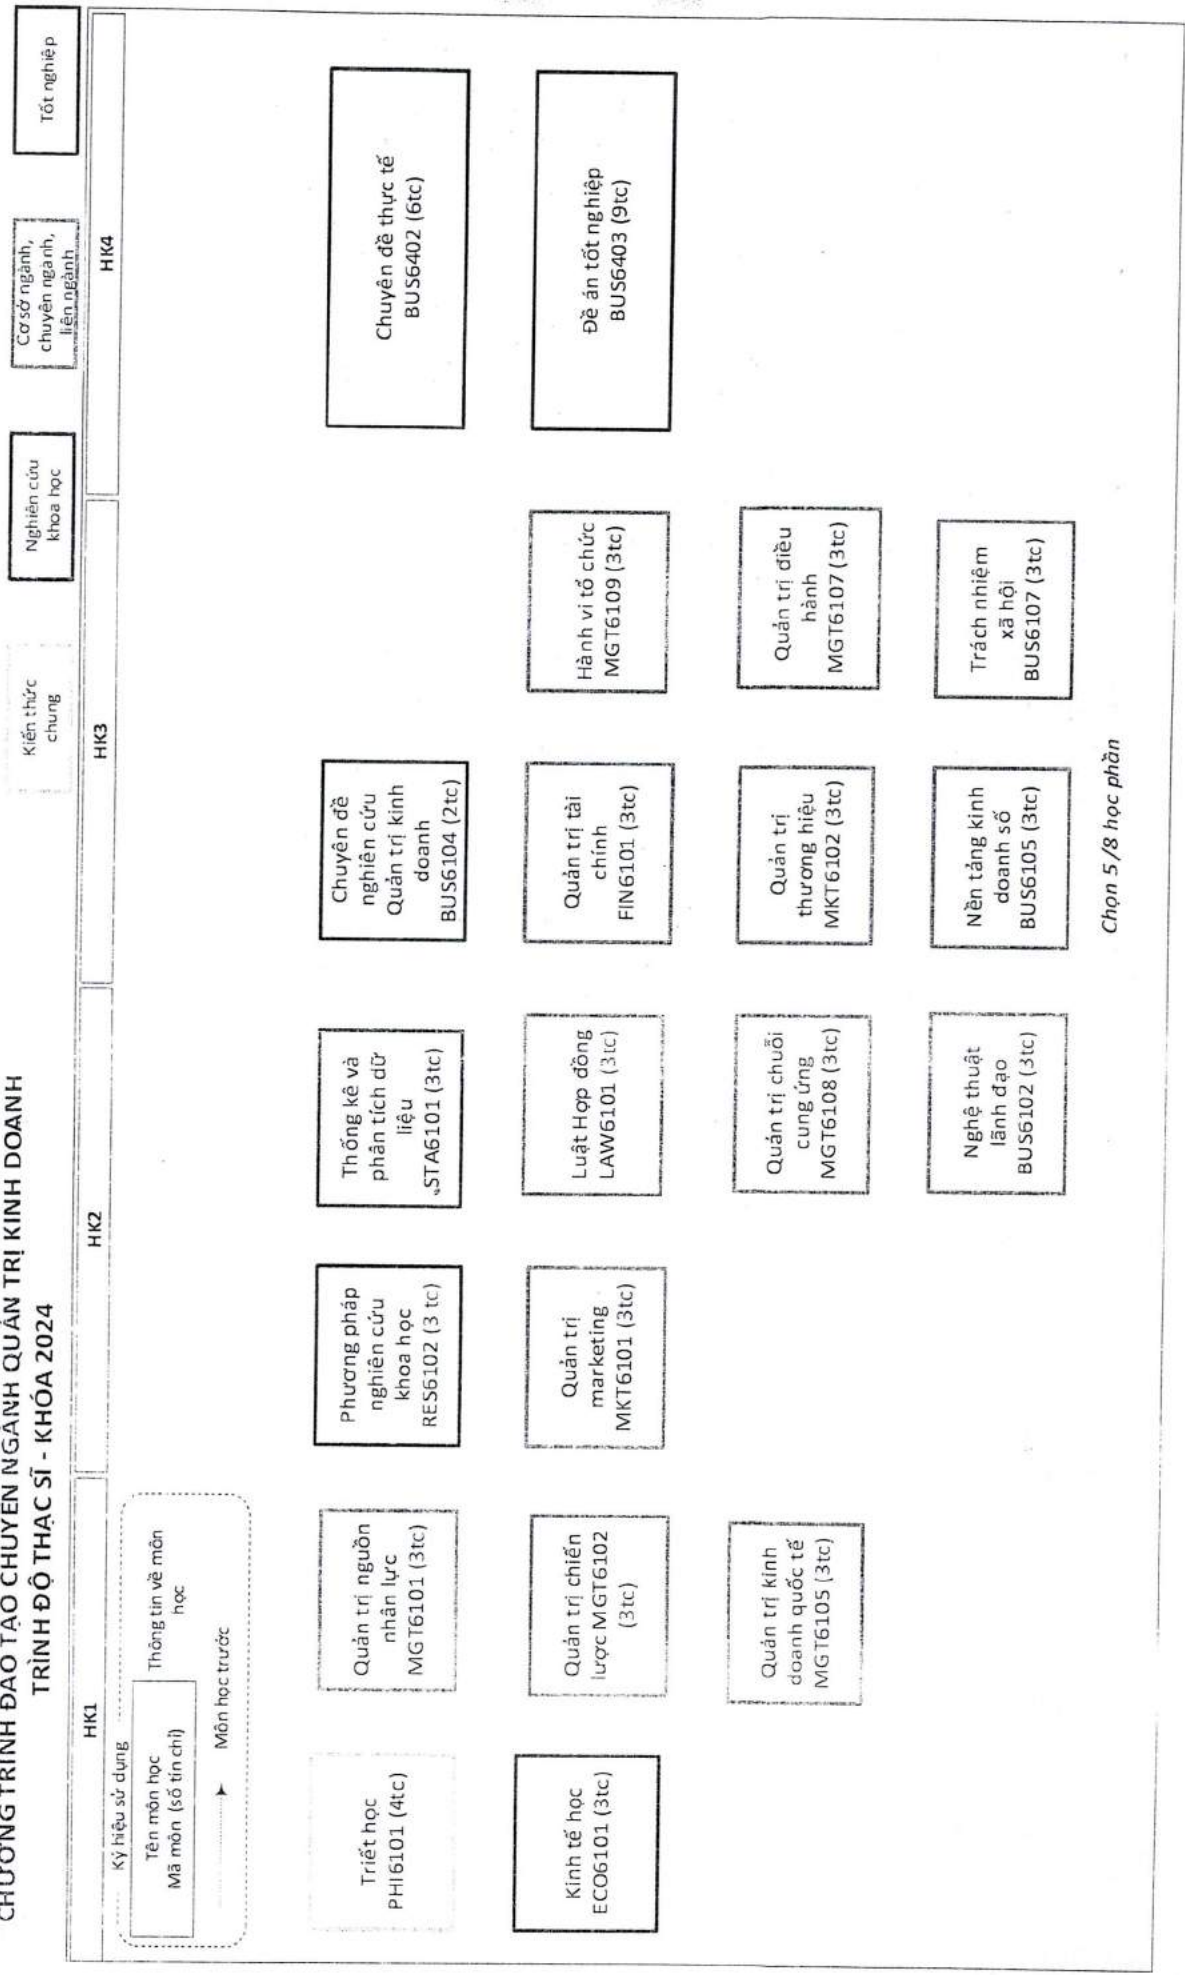 CHƯƠNG TRÌNH ĐÀO TẠO CHUYÊN NGÀNH QUẢN TRỊ KINH DOANH
TRÌNH ĐỘ THẠC SĨ - KHÓA 2024
Kiến thức
chung
Nghiên cứu
khoa học
Cơ sở ngành,
chuyên ngành,
liên ngành
Tốt nghiệp
HK1
HK2
HK3
HK4
Ký hiệu sử dụng
Tên môn học
Mã môn (số tín chỉ)
Thông tin về môn
học
Môn học trước
Triết học
PHI6101 (4tc)
Quản trị nguồn
nhân lực
MGT6101 (3tc)
Phương pháp
nghiên cứu
khoa học
RES6102 (3 tc)
Thống kê và
phân tích dữ
liệu
STA6101 (3tc)
Chuyên đề
nghiên cứu
Quản trị kinh
doanh
BUS6104 (2tc)
Chuyên đề thực tế
BUS6402 (6tc)
Kinh tế học
ECO6101 (3tc)
Quản trị chiến
lược MGT6102
(3tc)
Quản trị
marketing
MKT6101 (3tc)
Luật Hợp đồng
LAW6101 (3tc)
Quản trị tài
chính
FIN6101 (3tc)
Hành vi tổ chức
MGT6109 (3tc)
Đề án tốt nghiệp
BUS6403 (9tc)
Quản trị kinh
doanh quốc tế
MGT6105 (3tc)
Quản trị chuỗi
cung ứng
MGT6108 (3tc)
Quản trị
thương hiệu
MKT6102 (3tc)
Quản trị điều
hành
MGT6107 (3tc)
Nghệ thuật
lãnh đạo
BUS6102 (3tc)
Nền tảng kinh
doanh số
BUS6105 (3tc)
Trách nhiệm
xã hội
BUS6107 (3tc)
Chọn 5 /8 học phần